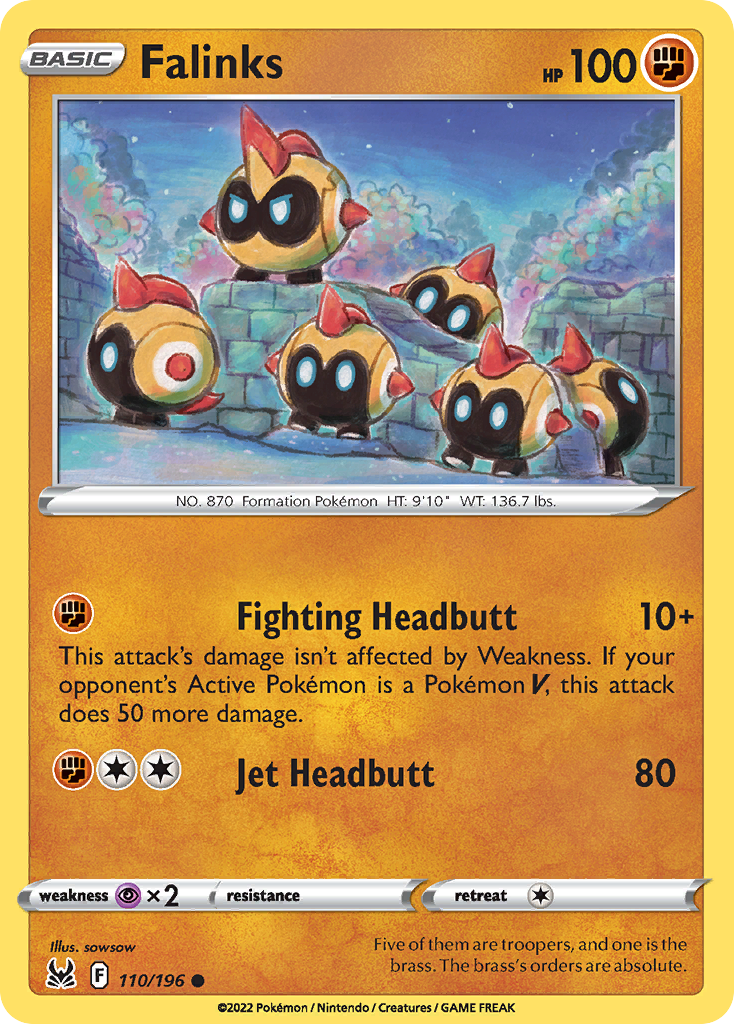 BASIC Falinks HP 100
NO. 870 Formation Pokémon HT: 9'10" WT: 136.7 lbs.
Fighting Headbutt 10+
This attack's damage isn't affected by Weakness. If your
opponent's Active Pokémon is a Pokémon V, this attack
does 50 more damage.
Jet Headbutt 80
weakness ×2 resistance retreat
Illus. sowsow
Five of them are troopers, and one is the
brass. The brass's orders are absolute.
F 110/196
©2022 Pokémon / Nintendo / Creatures / GAME FREAK